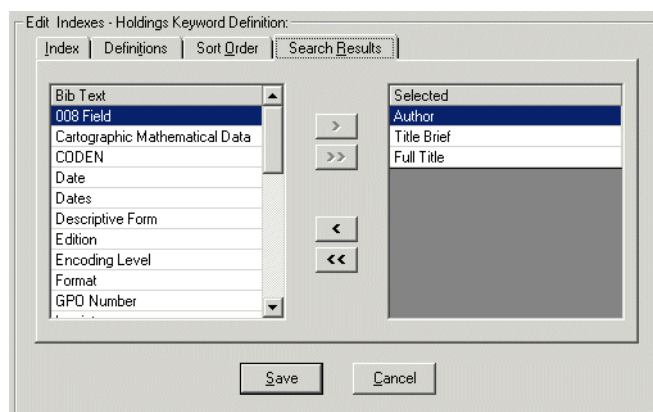 Edit Indexes - Holdings Keyword Definition:
Index Definitions Sort Order Search Results
Bib Text
008 Field
Cartographic Mathematical Data
CODEN
Date
Dates
Descriptive Form
Edition
Encoding Level
Format
GPO Number
>
>>
<
<<
Selected
Author
Title Brief
Full Title
Save Cancel